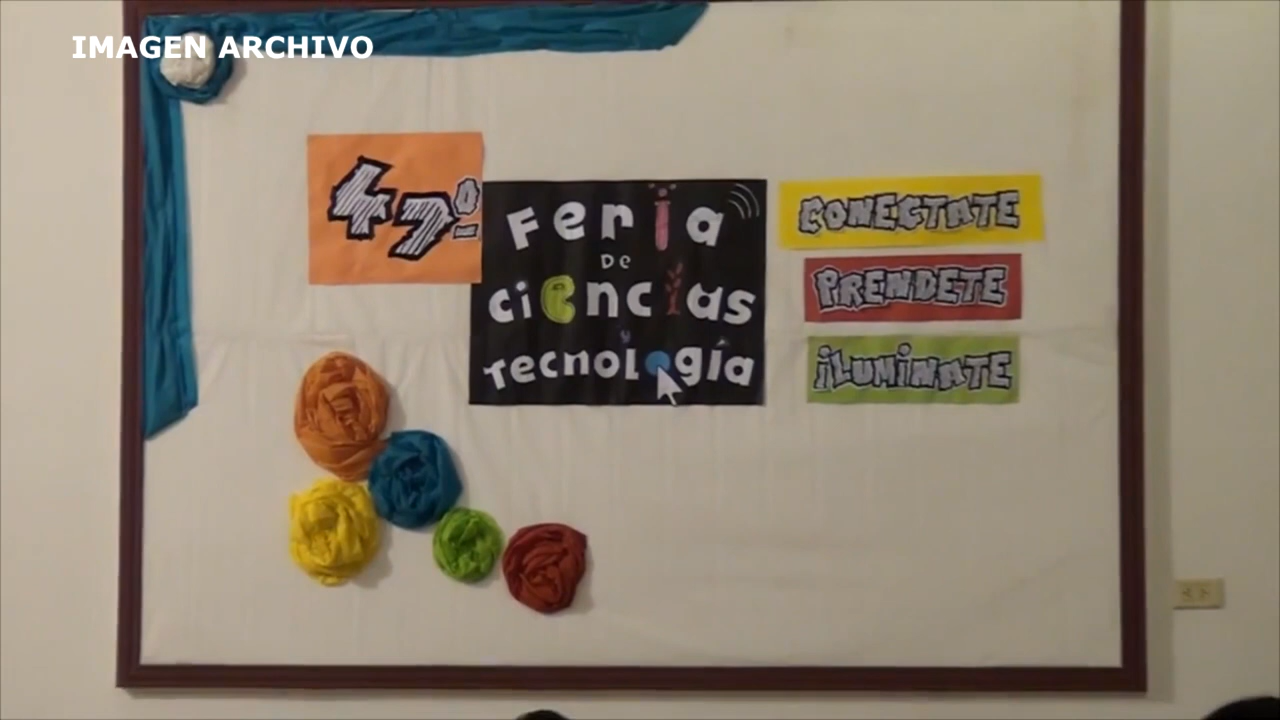 IMAGEN ARCHIVO
47º
Feria
De
ciencias
y
Tecnología
CONECTATE
PRENDETE
iLUMiNATE